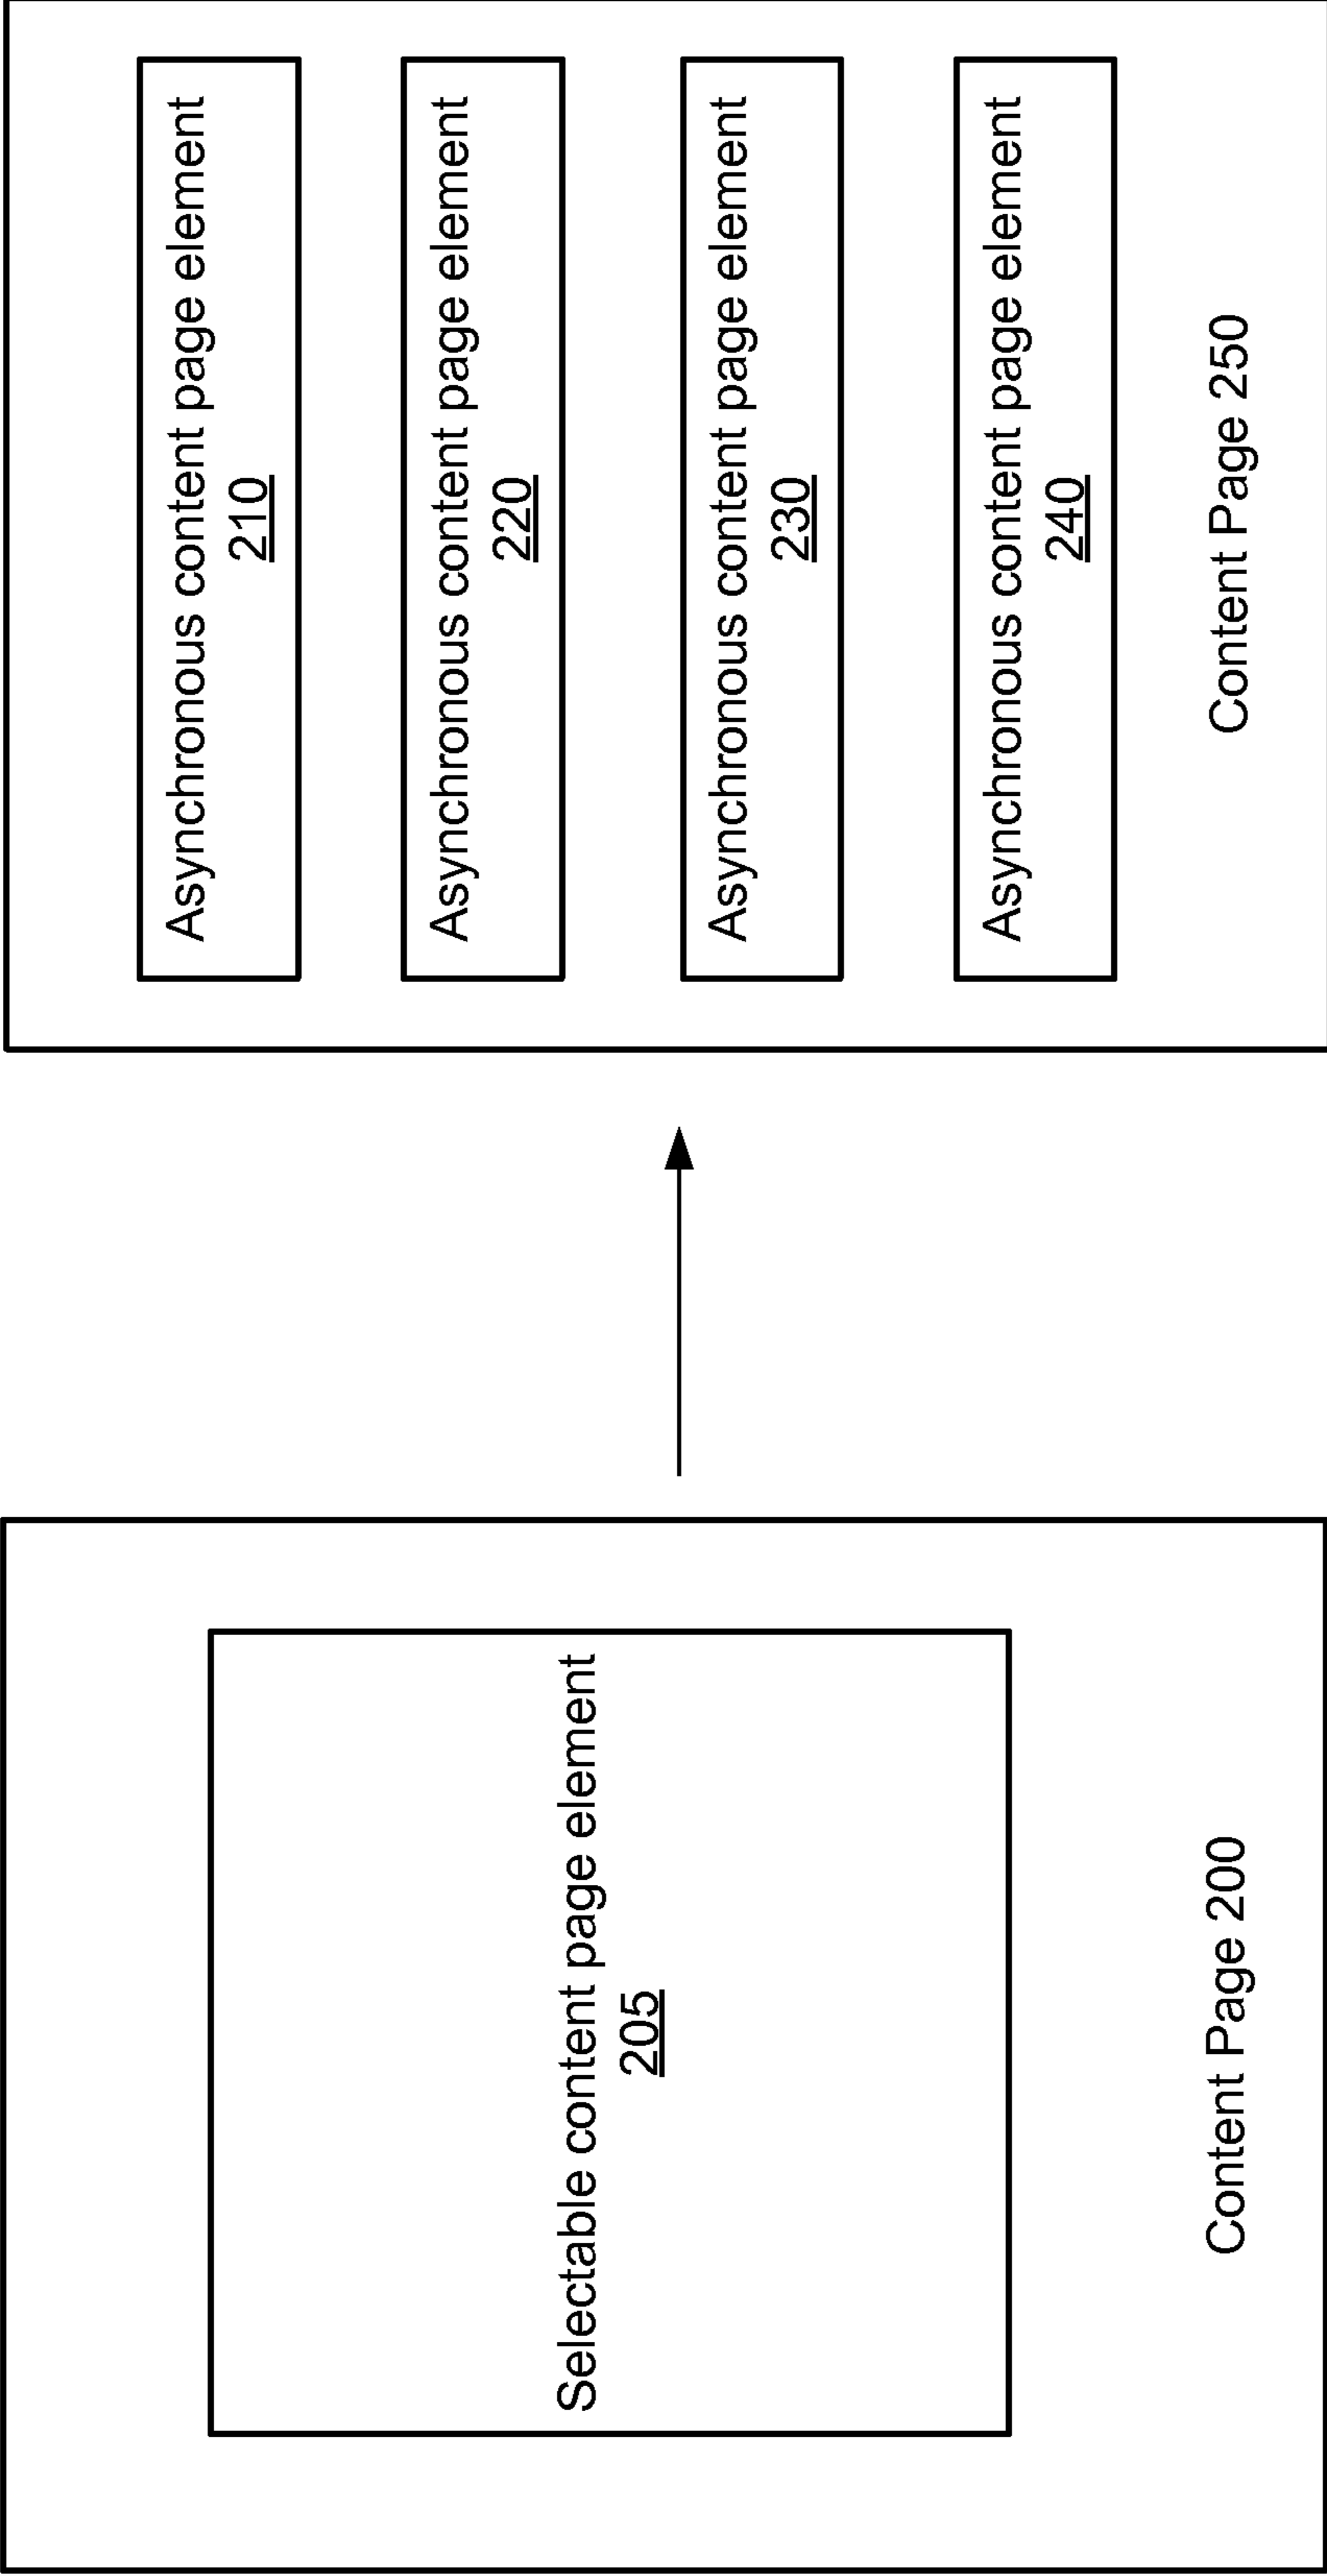 Selectable content page element
205
Content Page 200
Asynchronous content page element
210
Asynchronous content page element
220
Asynchronous content page element
230
Asynchronous content page element
240
Content Page 250